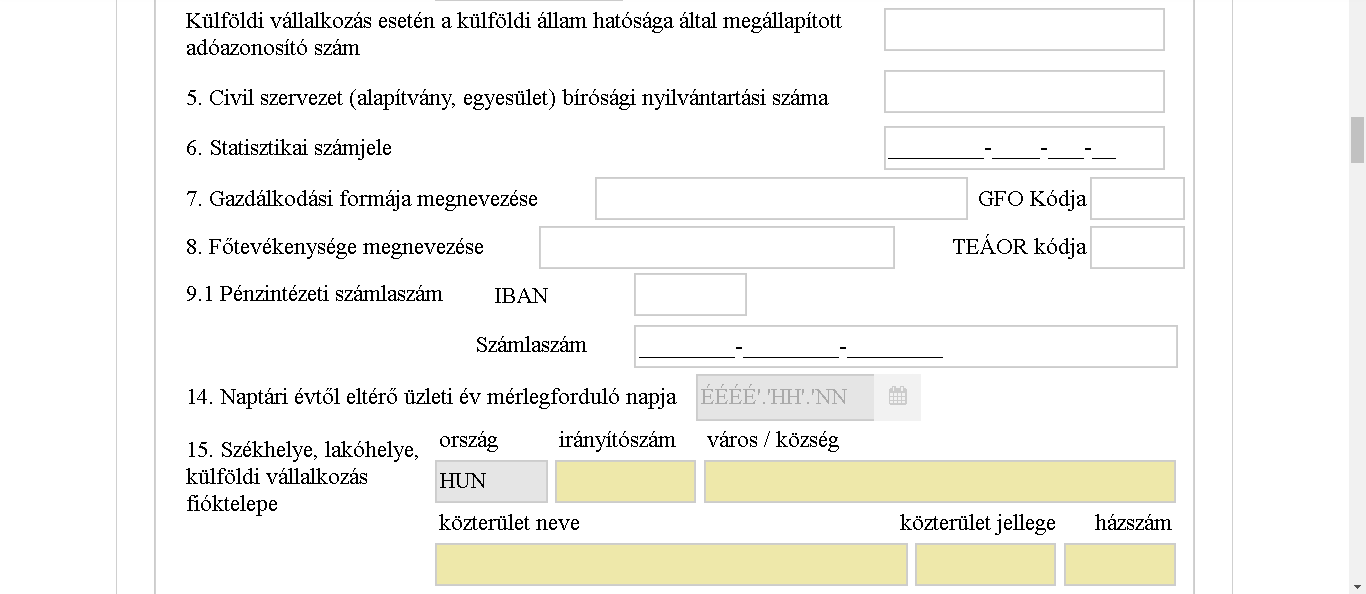 Külföldi vállalkozás esetén a külföldi állam hatósága által megállapított
adóazonosító szám
5. Civil szervezet (alapítvány, egyesület) bírósági nyilvántartási száma
6. Statisztikai számjele ________-____-___-__
7. Gazdálkodási formája megnevezése GFO Kódja
8. Főtevékenysége megnevezése TEÁOR kódja
9.1 Pénzintézeti számlaszám IBAN
Számlaszám ________-________-________
14. Naptári évtől eltérő üzleti év mérlegforduló napja ÉÉÉÉ'.'HH'.'NN
15. Székhelye, lakóhelye,
külföldi vállalkozás
fióktelepe
ország irányítószám város / község
HUN
közterület neve közterület jellege házszám